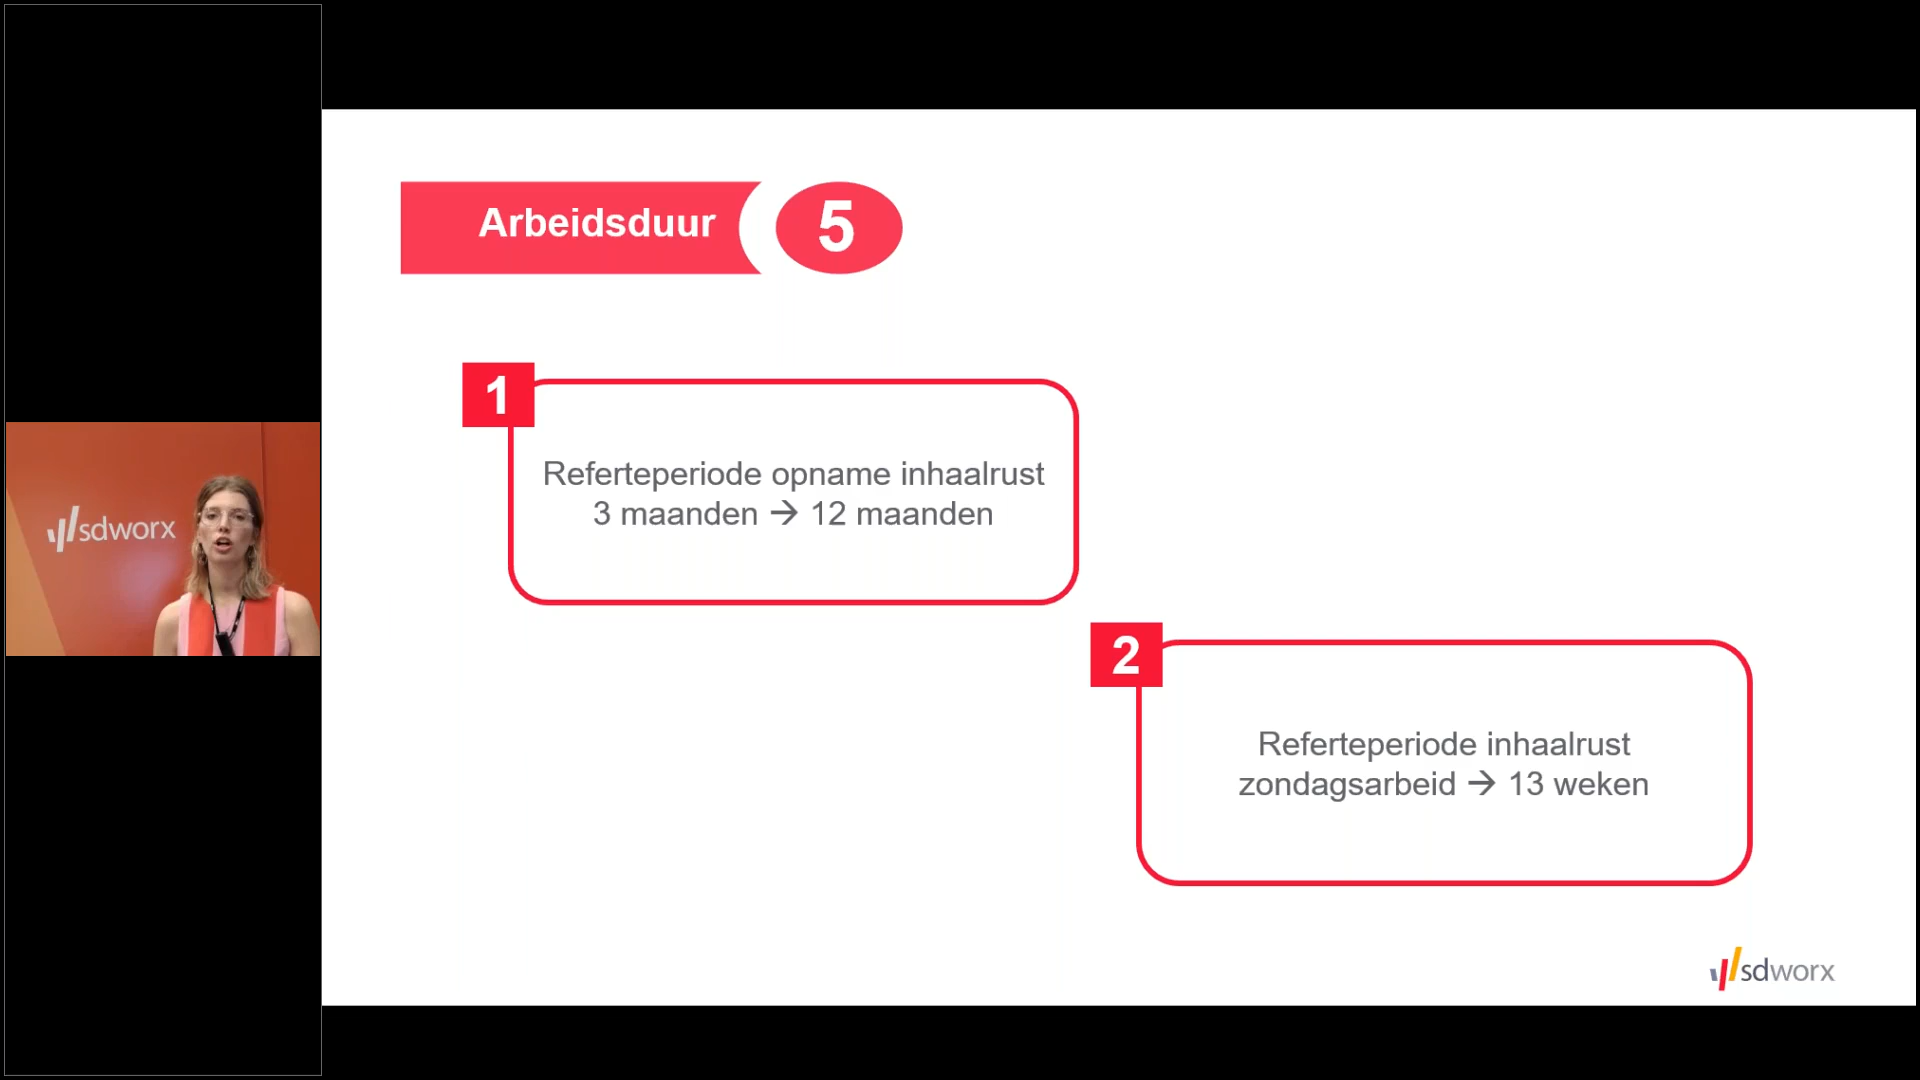 Arbeidsduur
5
1
Referteperiode opname inhaalrust
3 maanden → 12 maanden
2
Referteperiode inhaalrust
zondagsarbeid → 13 weken
sdworx
sdworx